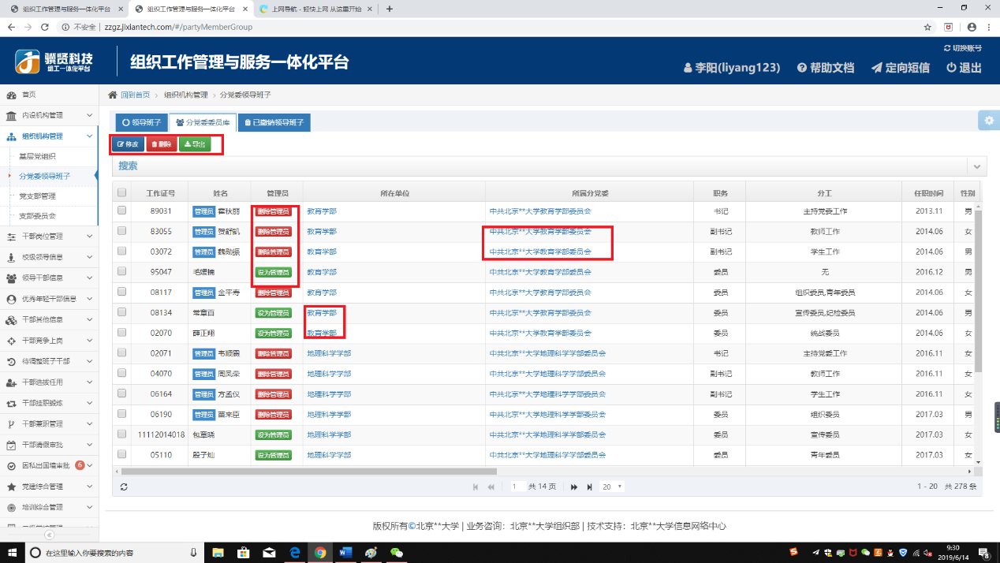 组织工作管理与服务一体化平台
组织工作管理与服务一体化平台
上网导航 - 轻快上网 从这里开始
不安全
zzgz.jixiantech.com/#/partyMemberGroup
骥贤科技
组工一体化平台
组织工作管理与服务一体化平台
切换账号
李阳(liyang123)
帮助文档
定向短信
退出
首页
内设机构管理
组织机构管理
基层党组织
分党委领导班子
党支部管理
支部委员会
干部岗位管理
校级领导信息
领导干部信息
优秀年轻干部信息
干部其他信息
干部竞争上岗
待调整班子干部
干部选拔任用
干部挂职锻炼
干部兼职管理
干部请假审批
因私出国境审批 6
党建综合管理
培训综合管理
回到首页 > 组织机构管理 > 分党委领导班子
领导班子 分党委委员库 已撤销领导班子
修改 删除 导出
搜索
工作证号 姓名 管理员 所在单位 所属分党委 职务 分工 任职时间 性别
89031 管理员 霍秋丽 删除管理员 教育学部 中共北京**大学教育学部委员会 书记 主持党委工作 2013.11 男
83055 管理员 贺舒凯 删除管理员 教育学部 中共北京**大学教育学部委员会 副书记 教师工作 2014.06 女
03072 管理员 魏勋振 删除管理员 教育学部 中共北京**大学教育学部委员会 副书记 学生工作 2014.06 男
95047 毛媛楠 设为管理员 教育学部 中共北京**大学教育学部委员会 委员 无 2016.12 男
08117 管理员 金平寿 删除管理员 教育学部 中共北京**大学教育学部委员会 委员 组织委员,青年委员 2014.06 女
08134 常章百 设为管理员 教育学部 中共北京**大学教育学部委员会 委员 宣传委员,纪检委员 2014.06 男
02070 薛正翔 设为管理员 教育学部 中共北京**大学教育学部委员会 委员 统战委员 2014.06 女
02071 管理员 韦顺震 删除管理员 地理科学学部 中共北京**大学地理科学学部委员会 书记 主持党委工作 2016.11 女
04070 管理员 周凤荣 删除管理员 地理科学学部 中共北京**大学地理科学学部委员会 副书记 教师工作 2016.11 女
06164 管理员 方孟仪 删除管理员 地理科学学部 中共北京**大学地理科学学部委员会 副书记 学生工作 2016.11 女
06190 管理员 苗来臣 删除管理员 地理科学学部 中共北京**大学地理科学学部委员会 委员 组织委员 2017.03 男
11112014018 包章晓 设为管理员 地理科学学部 中共北京**大学地理科学学部委员会 委员 宣传委员 2017.03 女
05110 殷子灿 设为管理员 地理科学学部 中共北京**大学地理科学学部委员会 委员 青年委员 2017.03 女
1 共 14 页 20
1 - 20 共 278 条
版权所有©北京**大学 | 业务咨询：北京**大学组织部 | 技术支持：北京**大学信息网络中心
在这里输入你要搜索的内容
9:30
2019/6/14
8